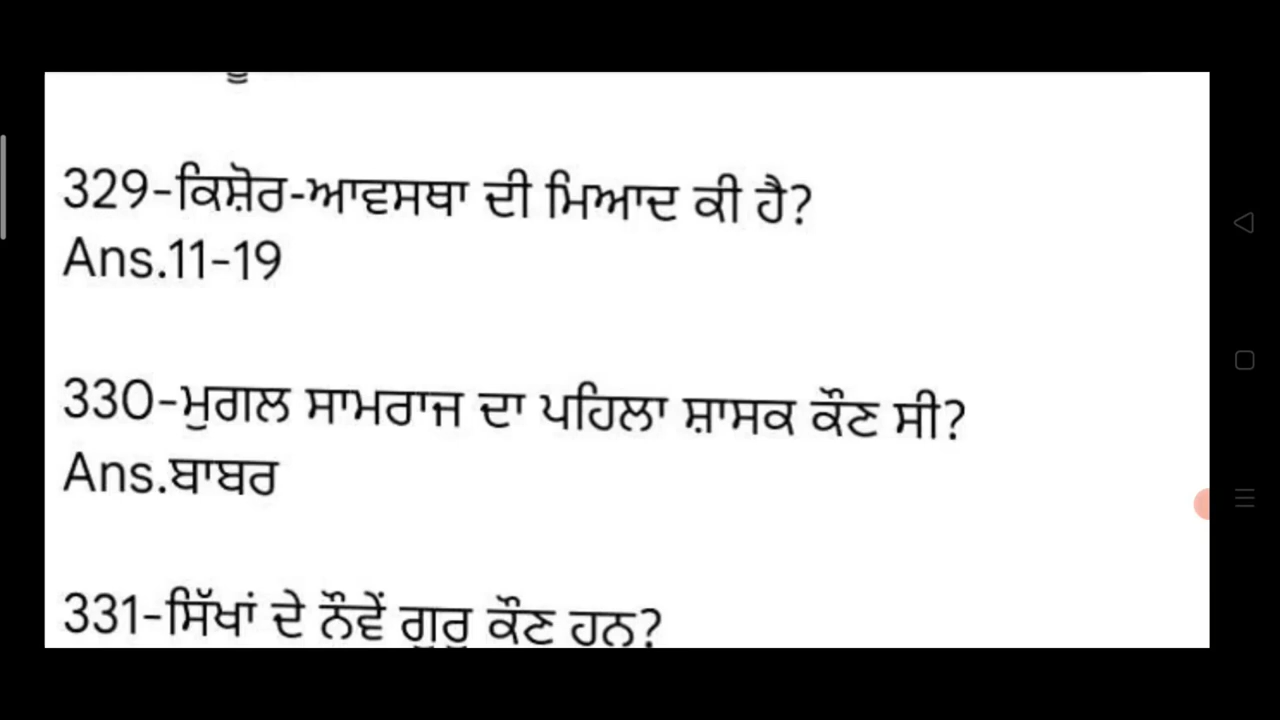 329-ਕਿਸ਼ੋਰ-ਆਵਸਥਾ ਦੀ ਮਿਆਦ ਕੀ ਹੈ?
Ans.11-19
330-ਮੁਗਲ ਸਾਮਰਾਜ ਦਾ ਪਹਿਲਾ ਸ਼ਾਸਕ ਕੌਣ ਸੀ?
Ans.ਬਾਬਰ
331-ਸਿੱਖਾਂ ਦੇ ਨੌਵੇਂ ਗੁਰੂ ਕੌਣ ਹਨ?